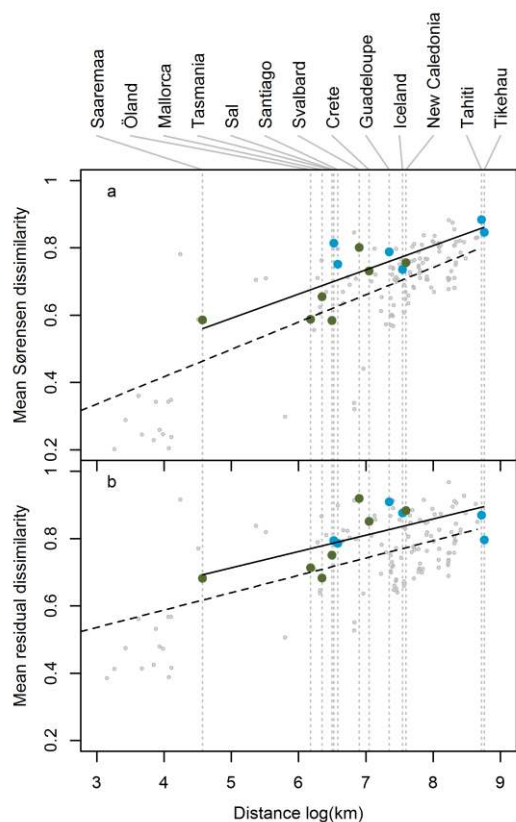 Saaremaa
Öland
Mallorca
Tasmania
Sal
Santiago
Svalbard
Crete
Guadeloupe
Iceland
New Caledonia
Tahiti
Tikehau
a
Mean Sørensen dissimilarity
1
0.8
0.6
0.4
0.2
b
Mean residual dissimilarity
1
0.8
0.6
0.4
0.2
3 4 5 6 7 8 9
Distance log(km)